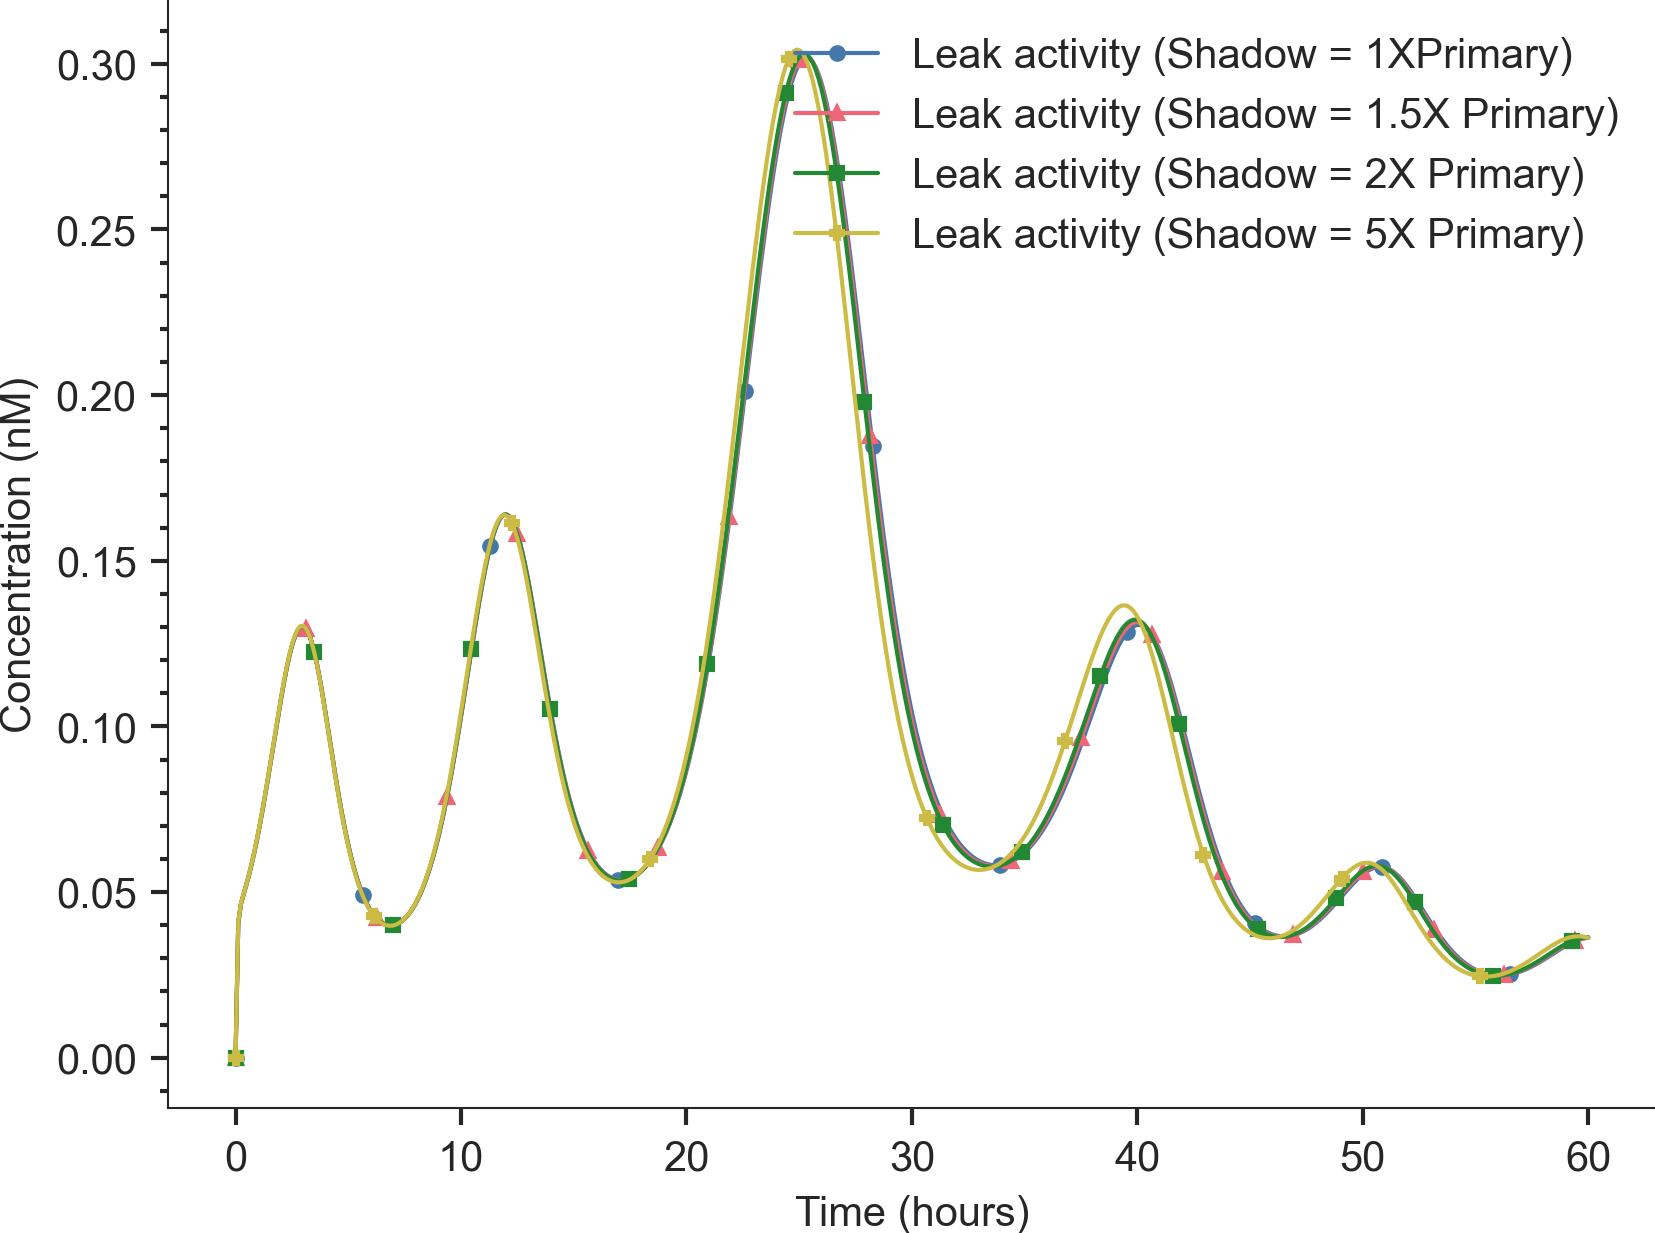 Leak activity (Shadow = 1XPrimary)
Leak activity (Shadow = 1.5X Primary)
Leak activity (Shadow = 2X Primary)
Leak activity (Shadow = 5X Primary)
Concentration (nM)
0.30
0.25
0.20
0.15
0.10
0.05
0.00
0 10 20 30 40 50 60
Time (hours)